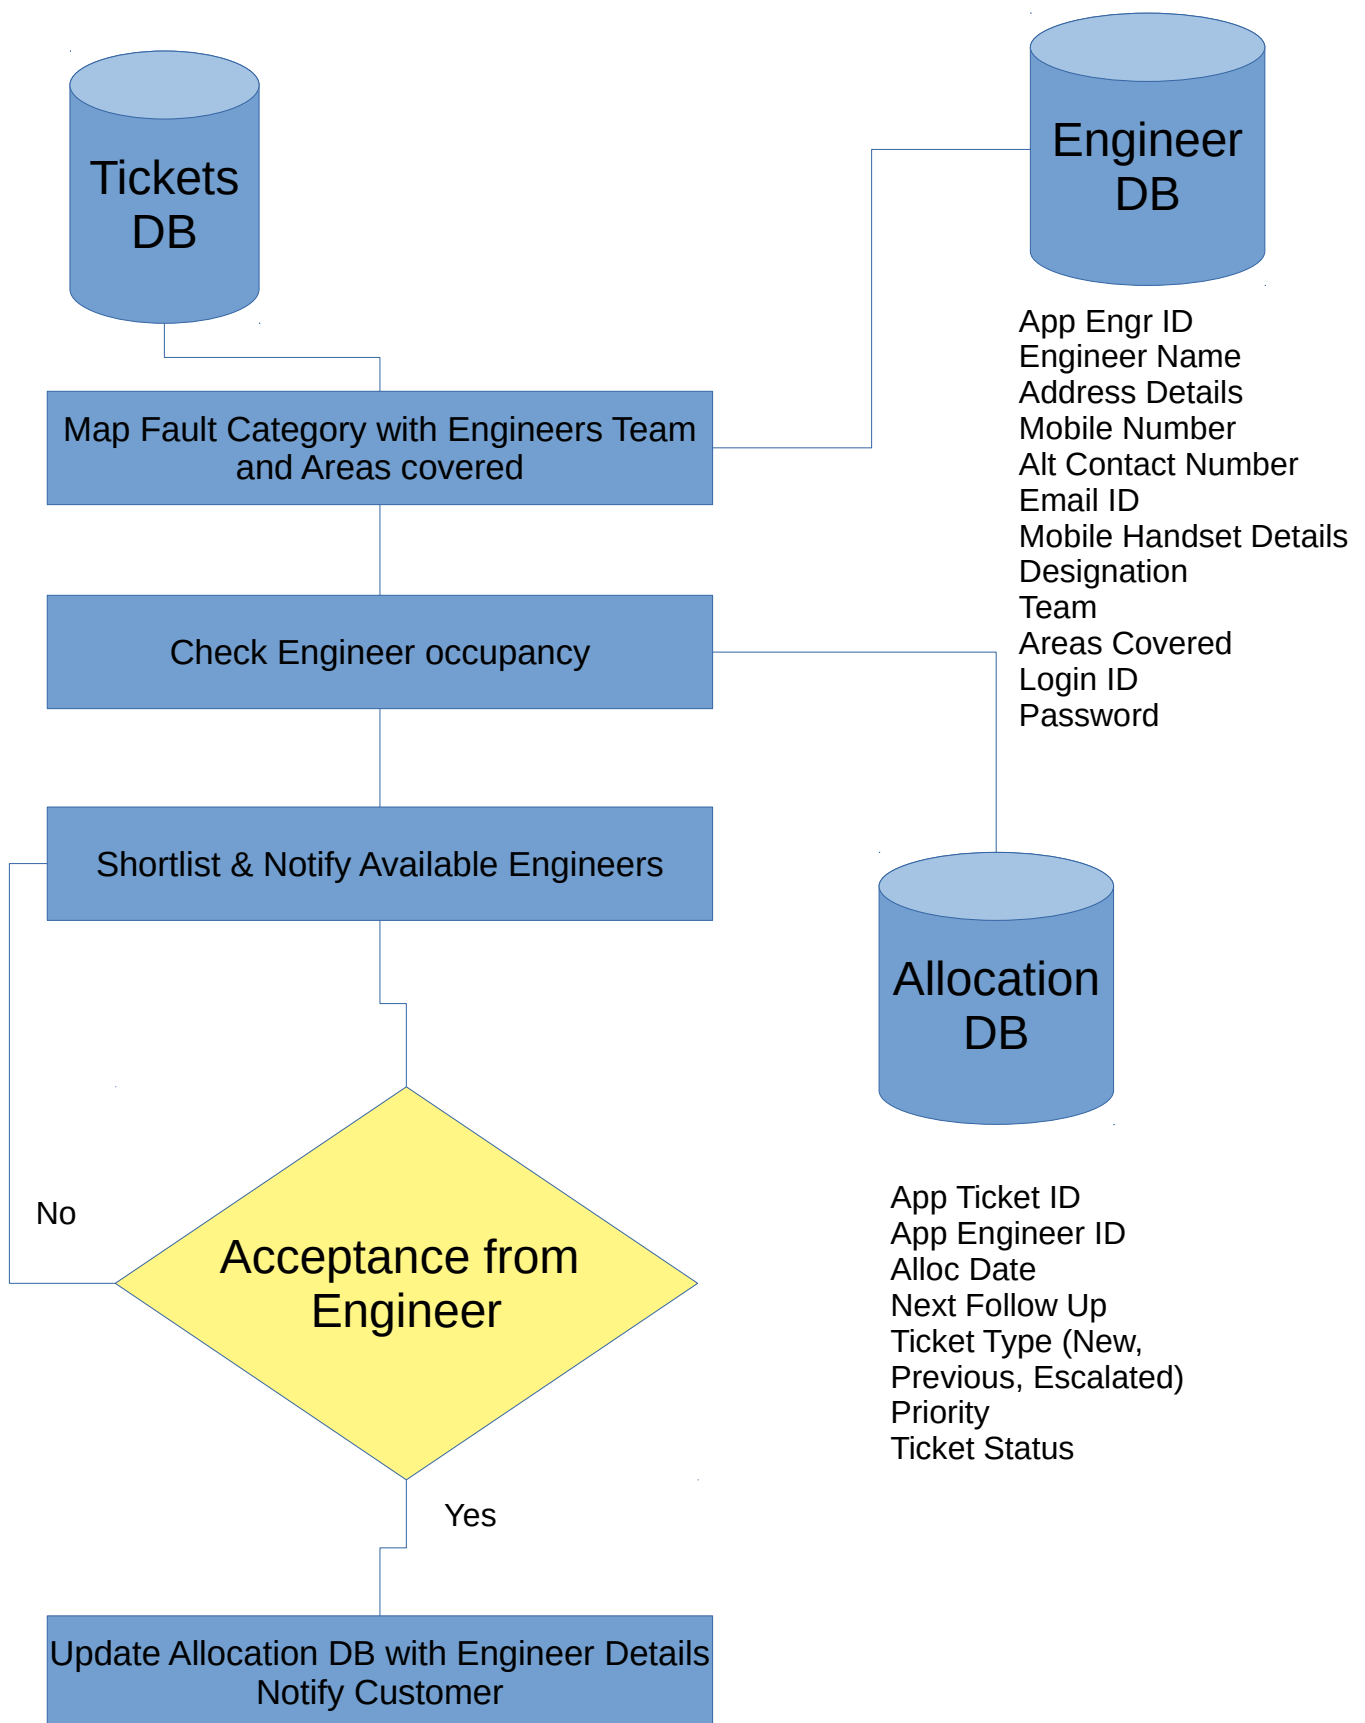 Tickets
DB
Engineer
DB
App Engr ID
Engineer Name
Address Details
Mobile Number
Alt Contact Number
Email ID
Mobile Handset Details
Designation
Team
Areas Covered
Login ID
Password
Map Fault Category with Engineers Team
and Areas covered
Check Engineer occupancy
Shortlist & Notify Available Engineers
Allocation
DB
App Ticket ID
App Engineer ID
Alloc Date
Next Follow Up
Ticket Type (New,
Previous, Escalated)
Priority
Ticket Status
No
Acceptance from
Engineer
Yes
Update Allocation DB with Engineer Details
Notify Customer